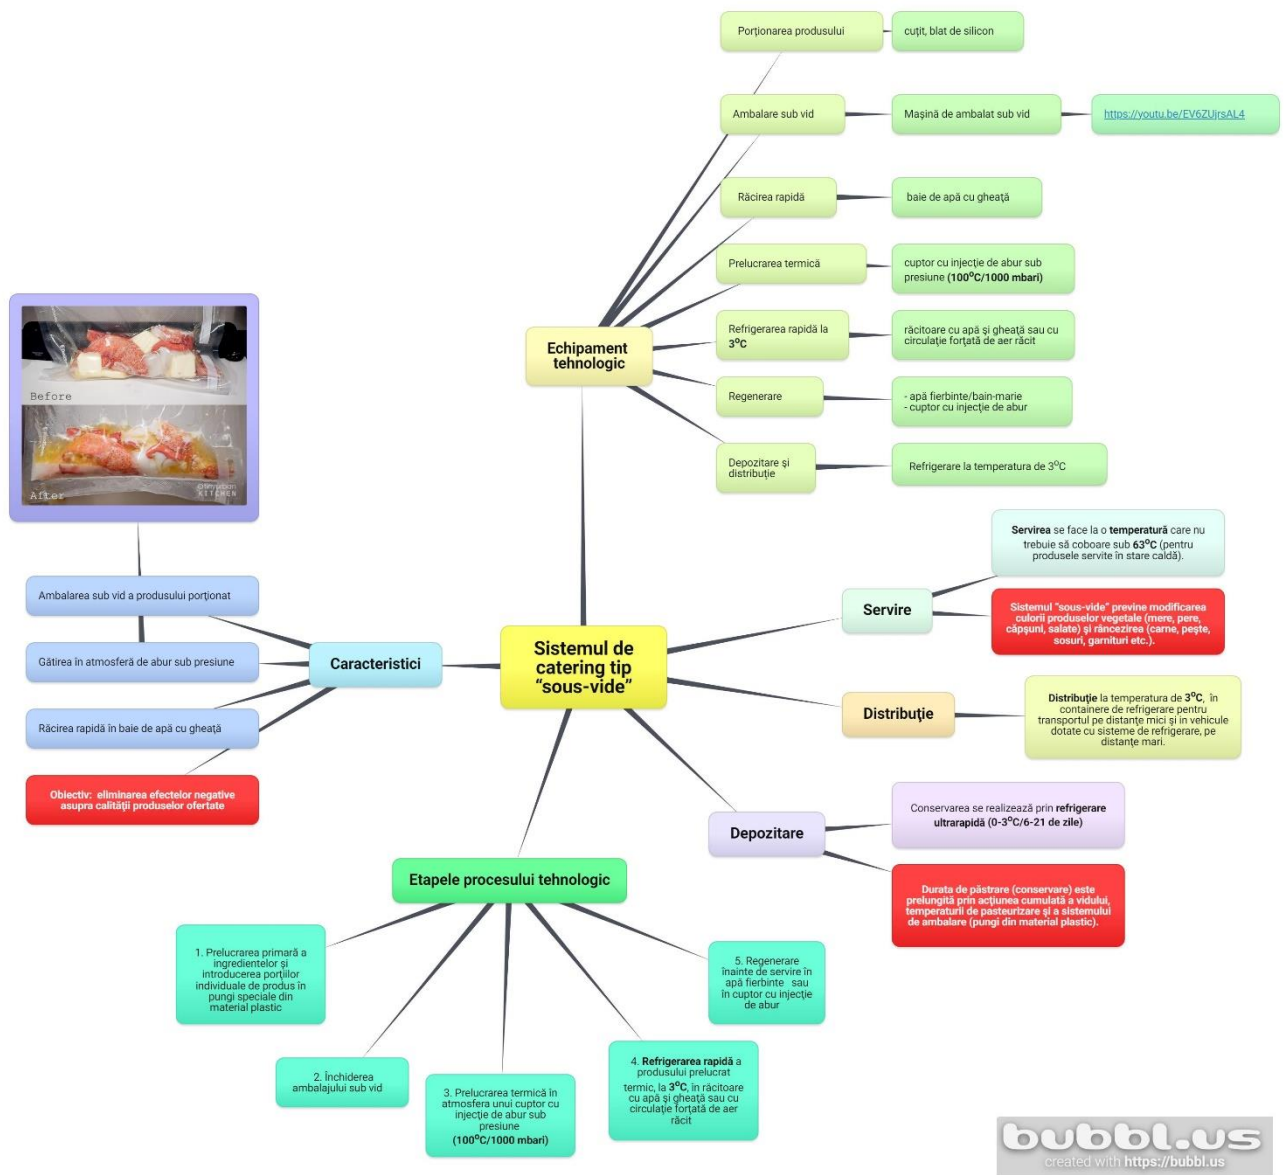 Porționarea produsului
cuțit, blat de silicon
Ambalare sub vid
Mașină de ambalat sub vid
https://youtu.be/EV6ZUjrsAL4
Răcirea rapidă
baie de apă cu gheață
Prelucrarea termică
cuptor cu injecție de abur sub
presiune (100°C/1000 mbari)
Echipament
tehnologic
Refrigerarea rapidă la
3°C
răcitoare cu apă și gheață sau cu
circulație forțată de aer răcit
Regenerare
- apă fierbinte/bain-marie
- cuptor cu injecție de abur
Depozitare și
distribuție
Refrigerare la temperatura de 3°C
Before
After
KITCHEN
Ambalarea sub vid a produsului porționat
Gătirea în atmosferă de abur sub presiune
Răcirea rapidă în baie de apă cu gheață
Obiectiv: eliminarea efectelor negative
asupra calității produselor ofertate
Caracteristici
Sistemul de
catering tip
“sous-vide”
Servire
Servirea se face la o temperatură care nu
trebuie să coboare sub 63°C (pentru
produsele servite în stare caldă).
Sistemul “sous-vide” previne modificarea
culorii produselor vegetale (mere, pere,
căpșuni, salate) și râncezirea (carne, pește,
sosuri, garnituri etc.).
Distribuție
Distribuție la temperatura de 3°C, în
containere de refrigerare pentru
transportul pe distanțe mici și in vehicule
dotate cu sisteme de refrigerare, pe
distanțe mari.
Depozitare
Conservarea se realizează prin refrigerare
ultrarapidă (0-3°C/6-21 de zile)
Durata de păstrare (conservare) este
prelungită prin acțiunea cumulată a vidului,
temperaturii de pasteurizare și a sistemului
de ambalare (pungi din material plastic).
Etapele procesului tehnologic
1. Prelucrarea primară a
ingredientelor și
introducerea porțiilor
individuale de produs în
pungi speciale din
material plastic
2. Închiderea
ambalajului sub vid
3. Prelucrarea termică în
atmosfera unui cuptor cu
injecție de abur sub
presiune
(100°C/1000 mbari)
4. Refrigerarea rapidă a
produsului prelucrat
termic, la 3°C, în răcitoare
cu apă și gheață sau cu
circulație forțată de aer
răcit
5. Regenerare
înainte de servire în
apă fierbinte sau
în cuptor cu injecție
de abur
bubbl.us
created with https://bubbl.us